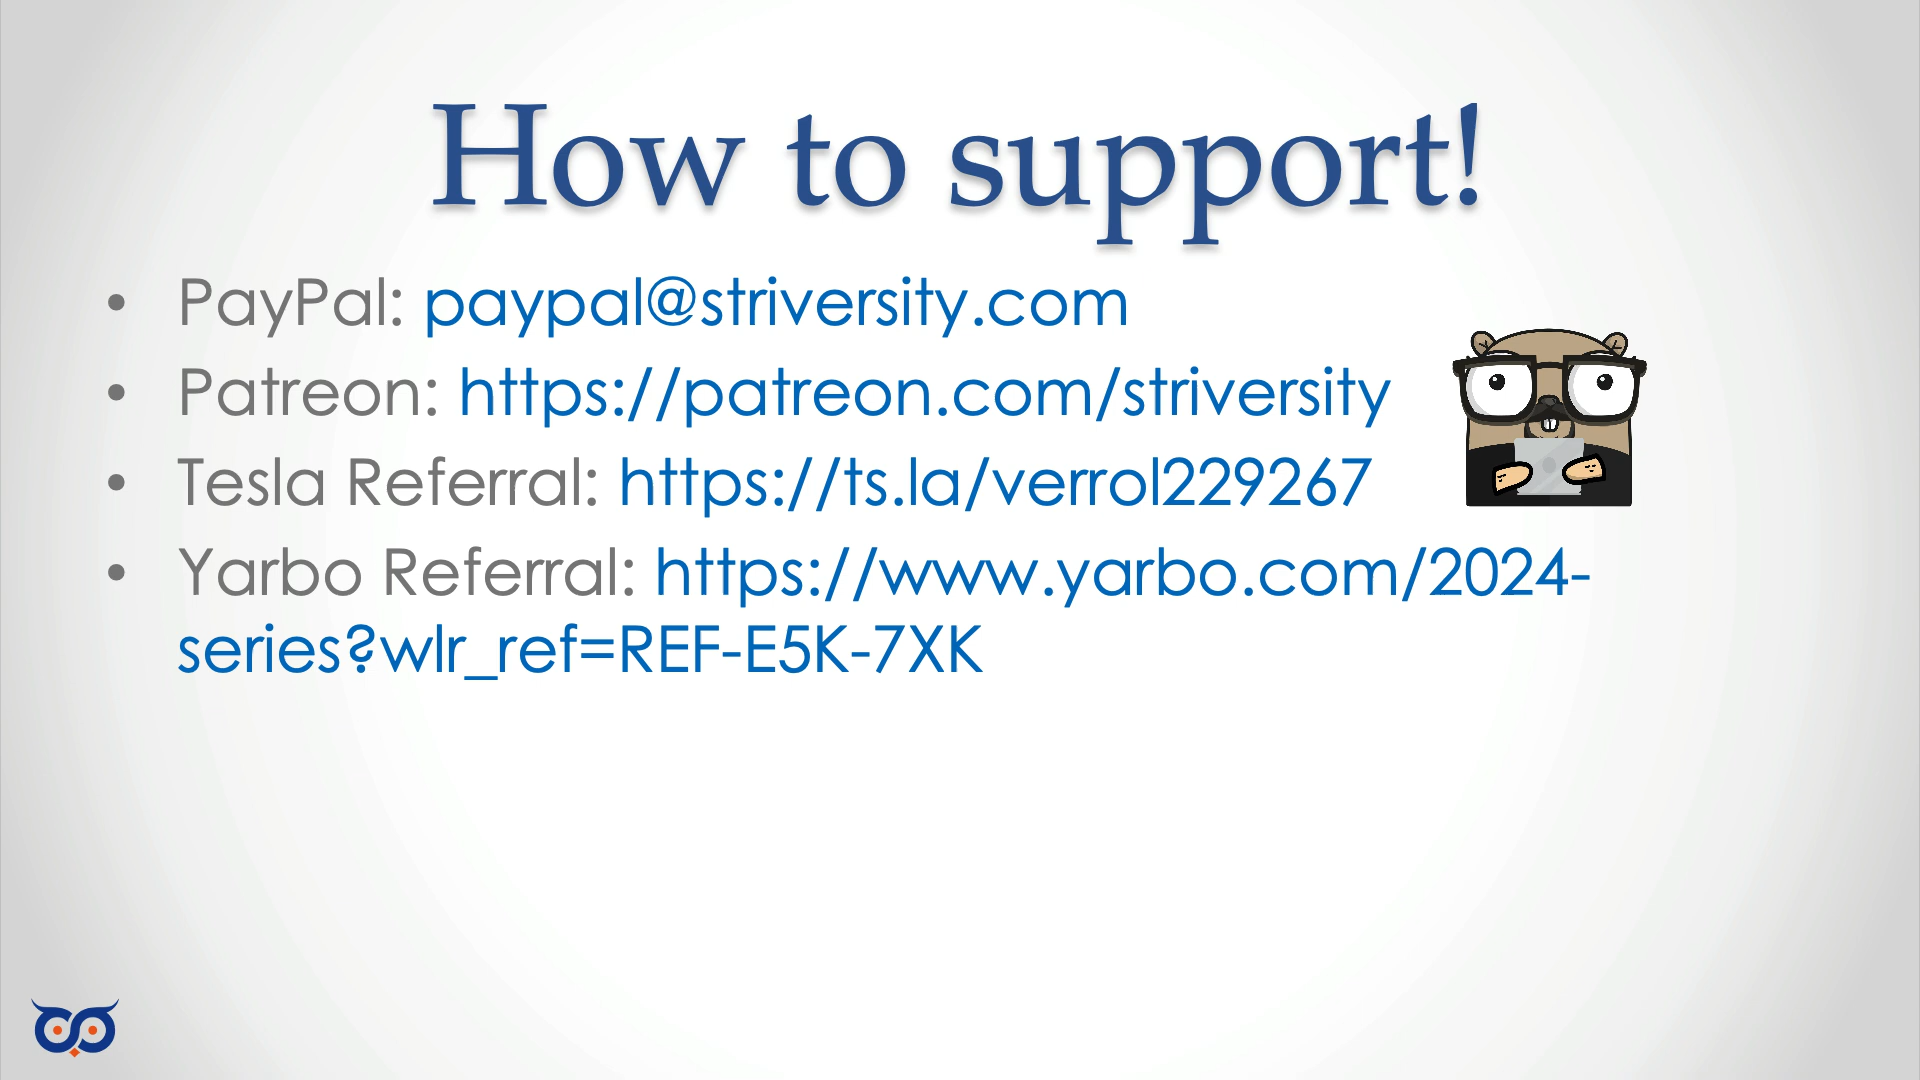 How to support!
• PayPal: paypal@striversity.com
• Patreon: https://patreon.com/striversity
• Tesla Referral: https://ts.la/verrol229267
• Yarbo Referral: https://www.yarbo.com/2024-
series?wlr_ref=REF-E5K-7XK